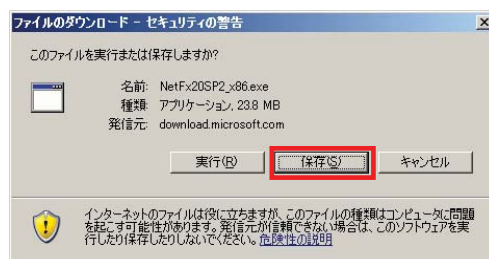 ファイルのダウンロード - セキュリティの警告
このファイルを実行または保存しますか?
名前: NetFx20SP2_x86.exe
種類: アプリケーション, 23.8 MB
発信元: download.microsoft.com
実行(R) 保存(S) キャンセル
インターネットのファイルは役に立ちますが、このファイルの種類はコンピュータに問題
を起こす可能性があります。発信元が信頼できない場合は、このソフトウェアを実
行したり保存したりしないでください。危険性の説明